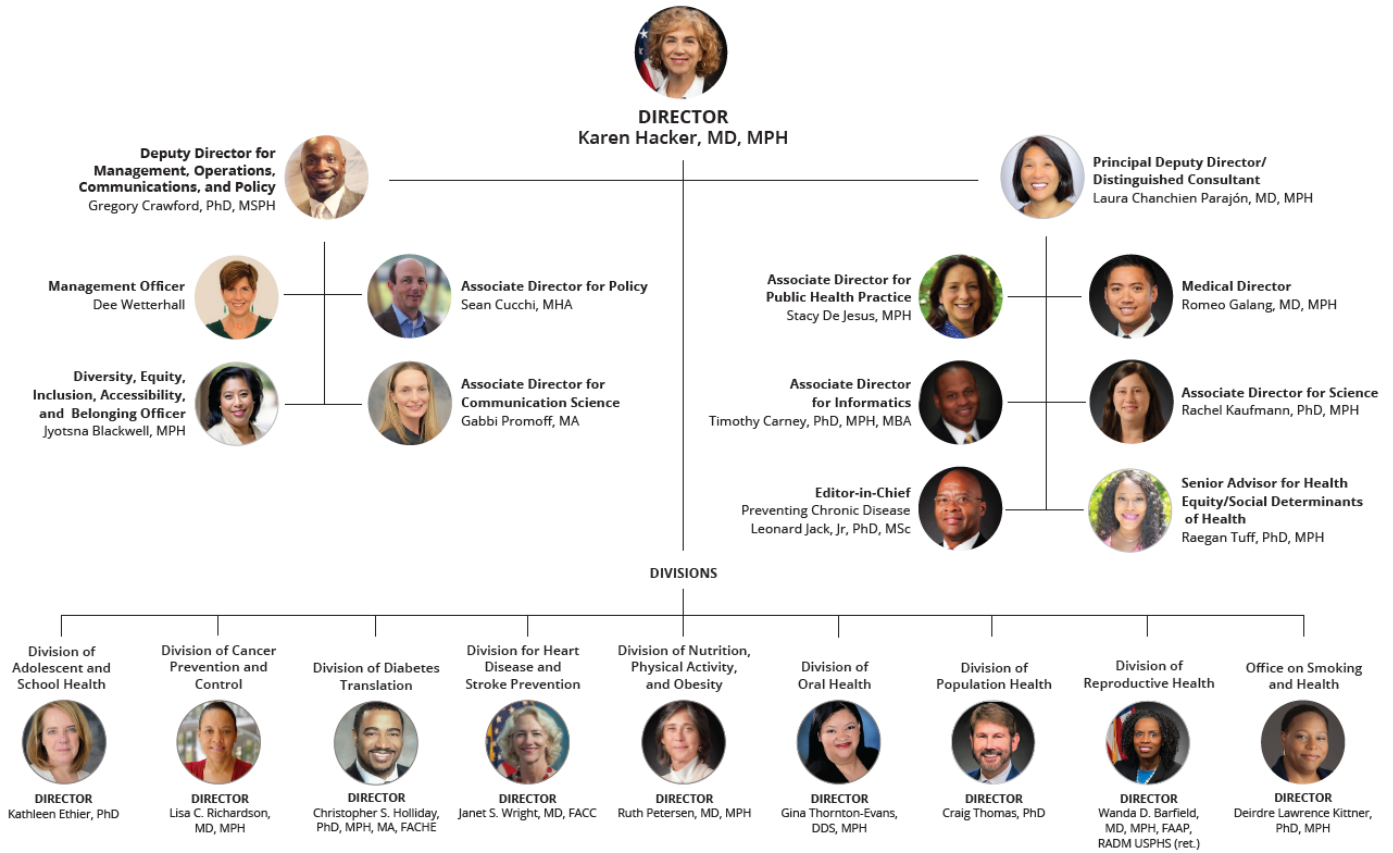 DIRECTOR
Karen Hacker, MD, MPH
Deputy Director for
Management, Operations,
Communications, and Policy
Gregory Crawford, PhD, MSPH
Principal Deputy Director/
Distinguished Consultant
Laura Chanchien Parajón, MD, MPH
Management Officer
Dee Wetterhall
Associate Director for Policy
Sean Cucchi, MHA
Diversity, Equity,
Inclusion, Accessibility,
and Belonging Officer
Jyotsna Blackwell, MPH
Associate Director for
Communication Science
Gabbi Promoff, MA
Associate Director for
Public Health Practice
Stacy De Jesus, MPH
Medical Director
Romeo Galang, MD, MPH
Associate Director
for Informatics
Timothy Carney, PhD, MPH, MBA
Associate Director for Science
Rachel Kaufmann, PhD, MPH
Editor-in-Chief
Preventing Chronic Disease
Leonard Jack, Jr, PhD, MSc
Senior Advisor for Health
Equity/Social Determinants
of Health
Raegan Tuff, PhD, MPH
DIVISIONS
Division of
Adolescent and
School Health
DIRECTOR
Kathleen Ethier, PhD
Division of Cancer
Prevention and
Control
DIRECTOR
Lisa C. Richardson,
MD, MPH
Division of Diabetes
Translation
DIRECTOR
Christopher S. Holliday,
PhD, MPH, MA, FACHE
Division for Heart
Disease and
Stroke Prevention
DIRECTOR
Janet S. Wright, MD, FACC
Division of Nutrition,
Physical Activity,
and Obesity
DIRECTOR
Ruth Petersen, MD, MPH
Division of
Oral Health
DIRECTOR
Gina Thornton-Evans,
DDS, MPH
Division of
Population Health
DIRECTOR
Craig Thomas, PhD
Division of
Reproductive Health
DIRECTOR
Wanda D. Barfield,
MD, MPH, FAAP,
RADM USPHS (ret.)
Office on Smoking
and Health
DIRECTOR
Deirdre Lawrence Kittner,
PhD, MPH